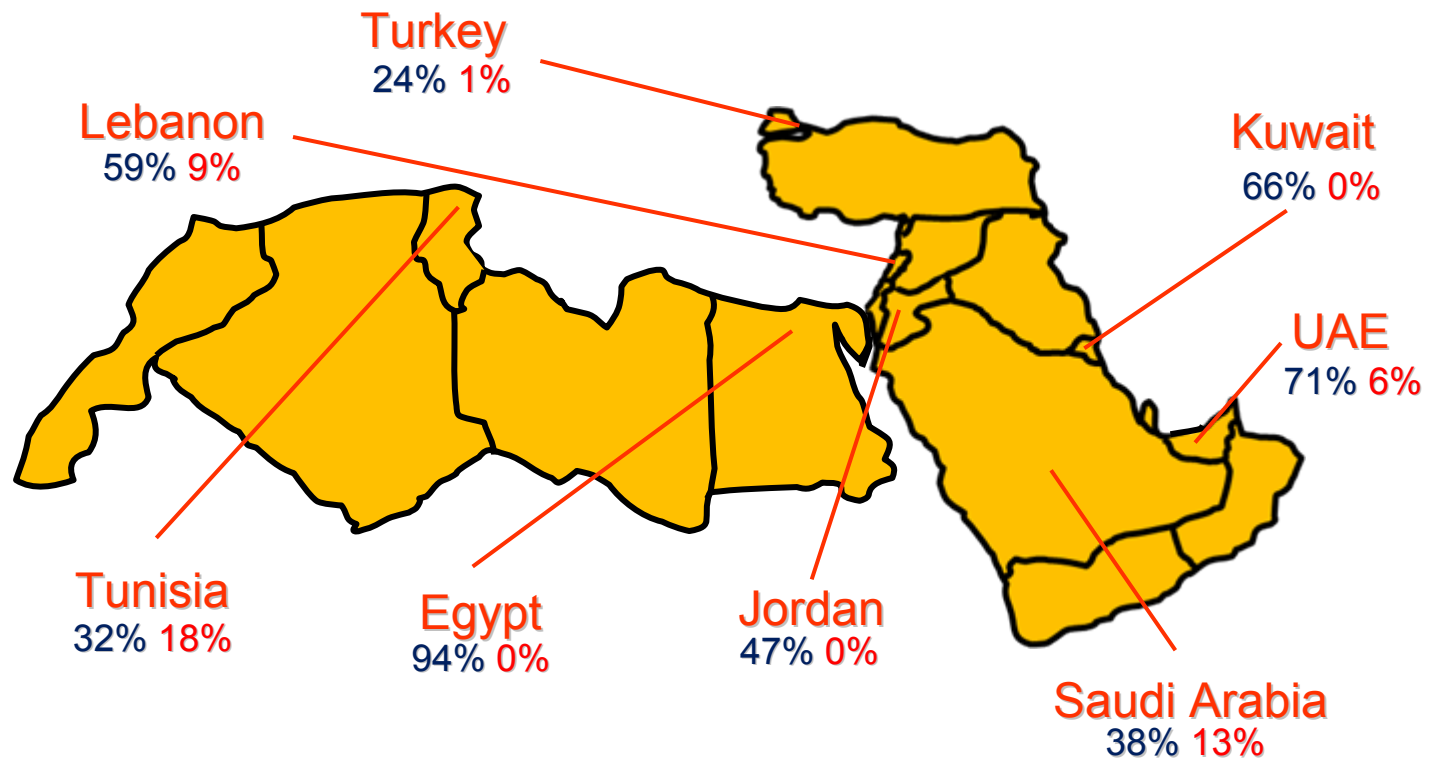 Turkey
24% 1%
Lebanon
59% 9%
Kuwait
66% 0%
UAE
71% 6%
Tunisia
32% 18%
Egypt
94% 0%
Jordan
47% 0%
Saudi Arabia
38% 13%